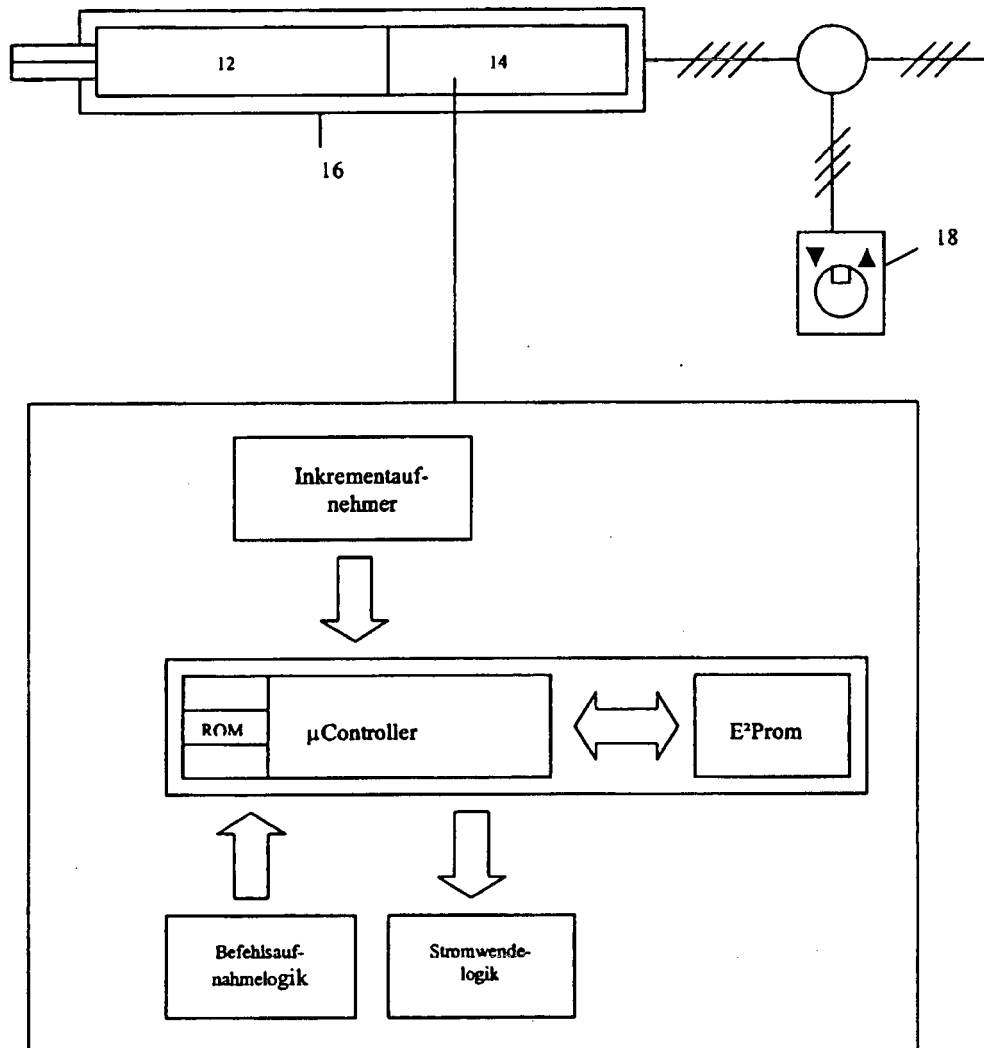 12
14
16
18
Inkrementauf-
nehmer
ROM
µController
E²Prom
Befehlsauf-
nahmelogik
Stromwende-
logik